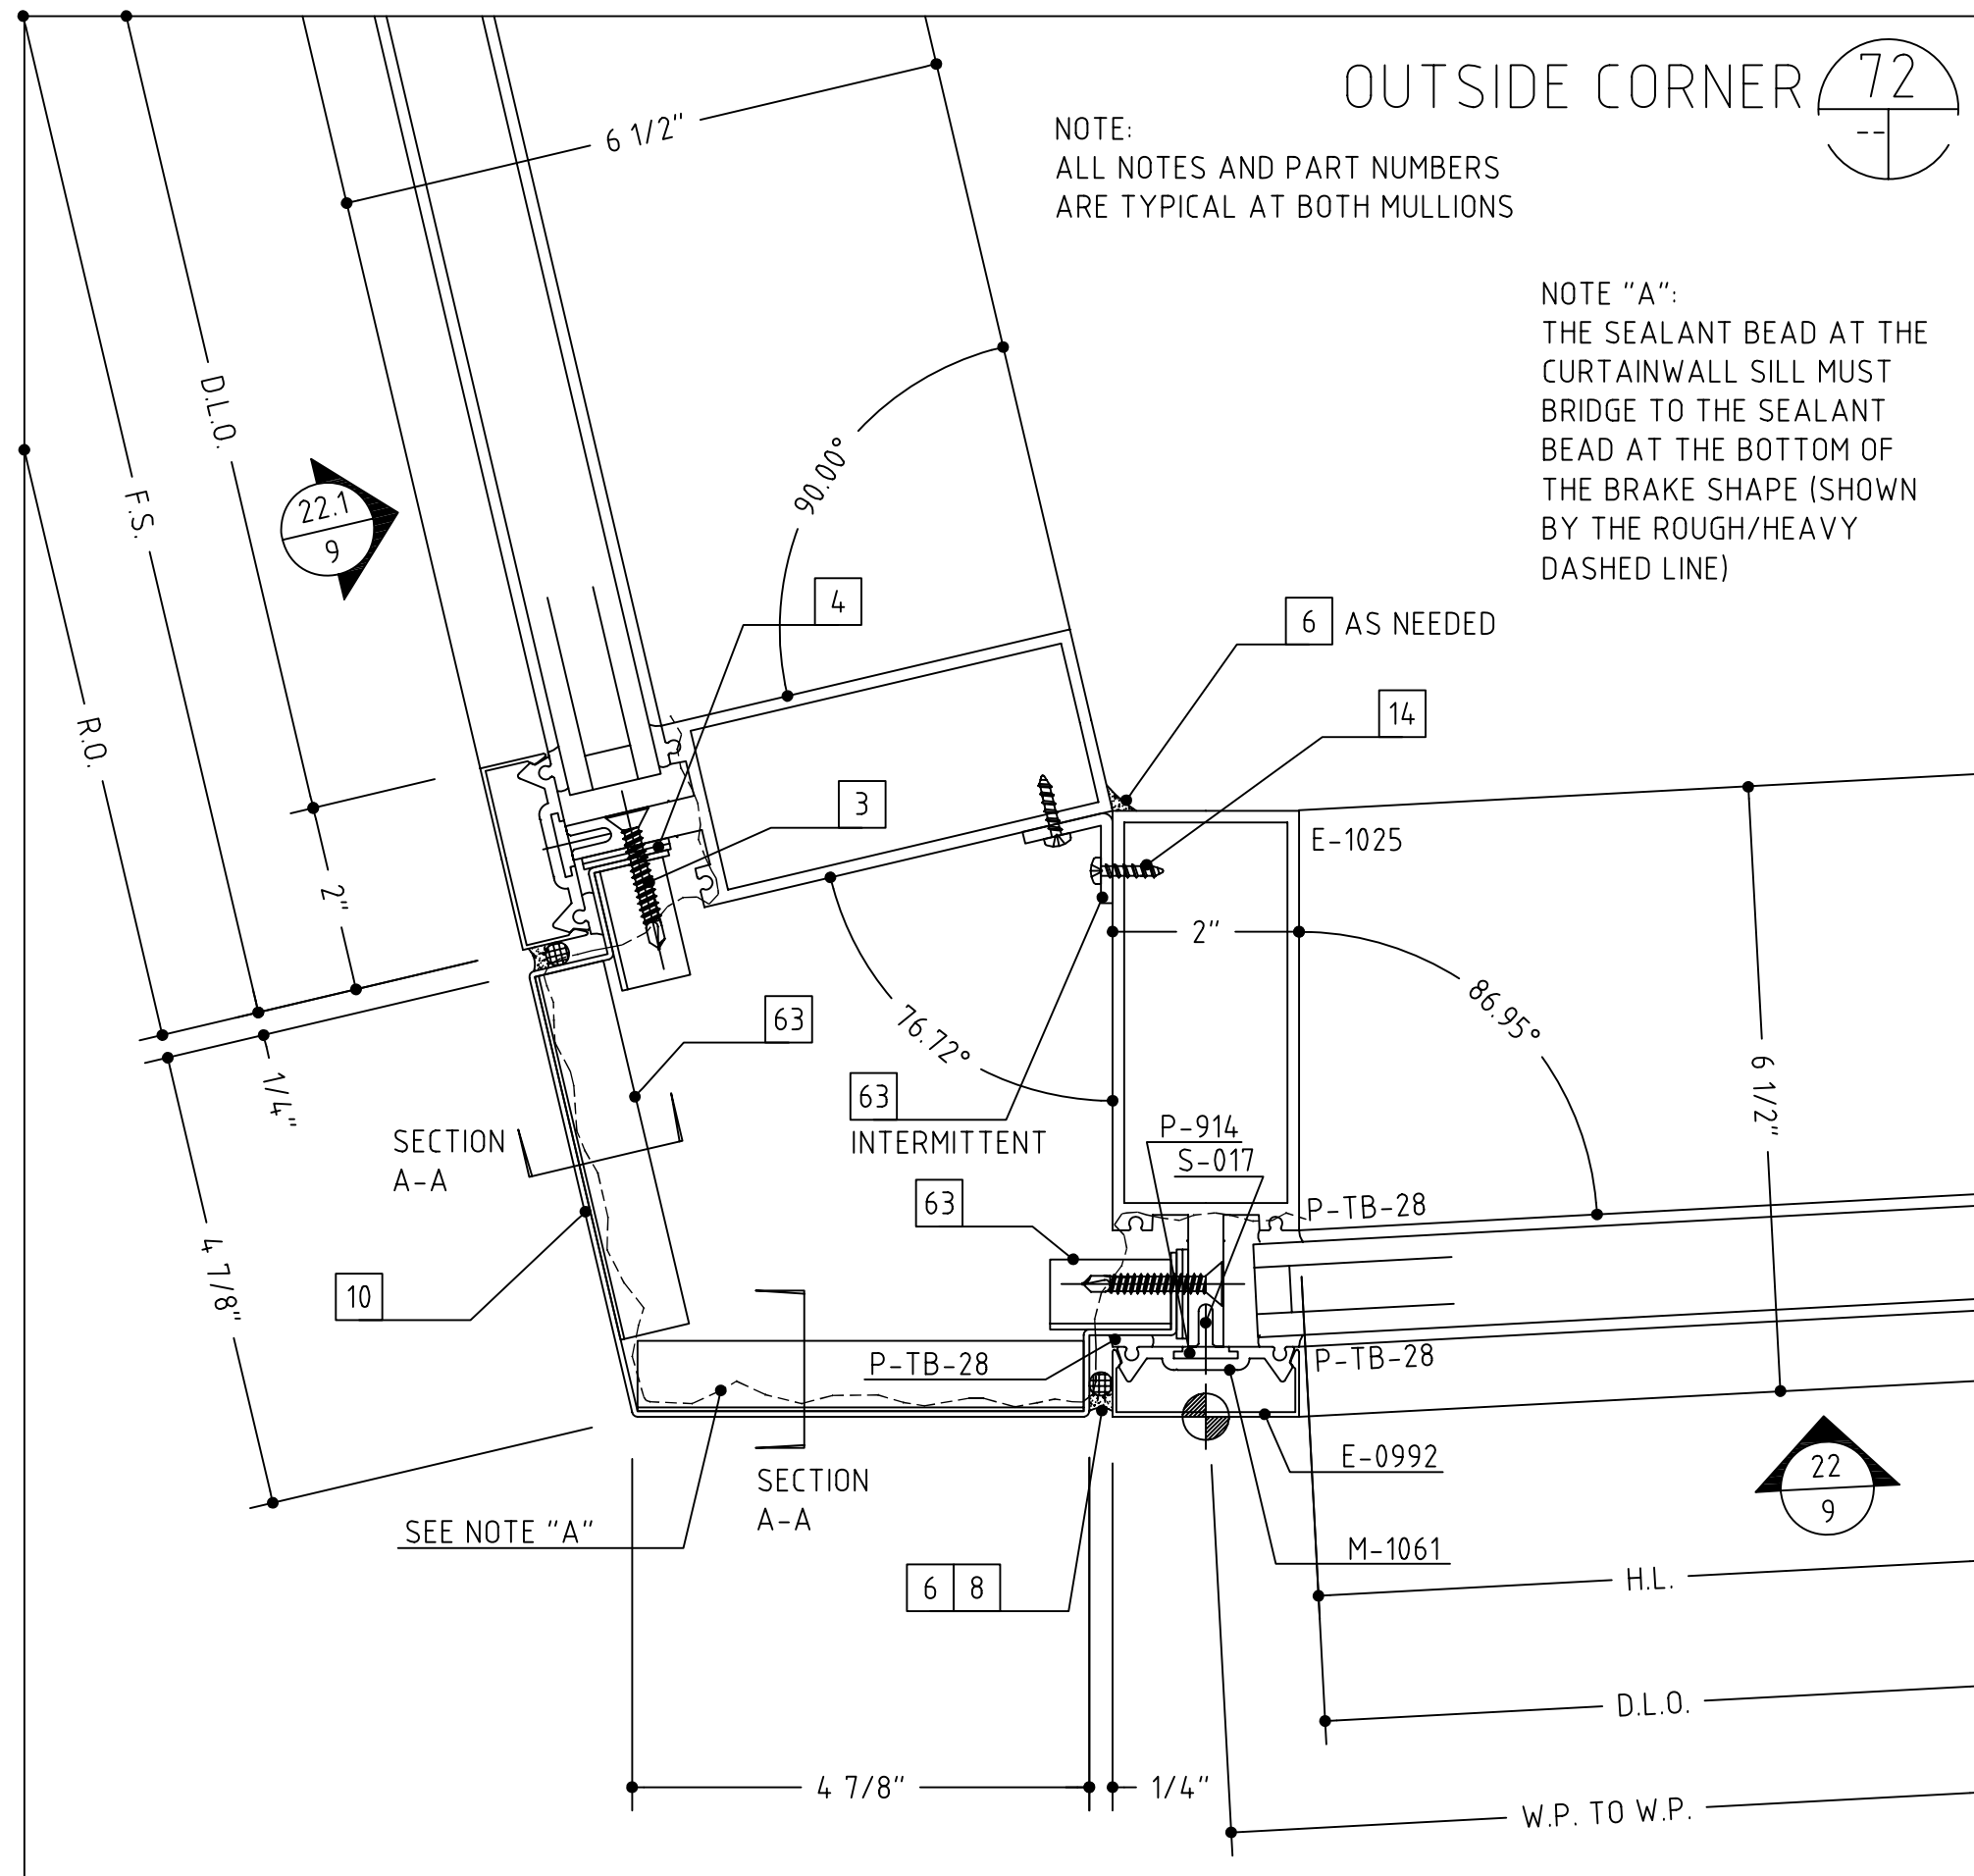 OUTSIDE CORNER
72
--
NOTE:
ALL NOTES AND PART NUMBERS
ARE TYPICAL AT BOTH MULLIONS
6 1/2"
NOTE "A":
THE SEALANT BEAD AT THE
CURTAINWALL SILL MUST
BRIDGE TO THE SEALANT
BEAD AT THE BOTTOM OF
THE BRAKE SHAPE (SHOWN
BY THE ROUGH/HEAVY
DASHED LINE)
D.L.O.
F.S.
R.O.
22.1
9
90.00°
4
6 AS NEEDED
14
3
E-1025
2"
2"
86.95°
76.72°
63
1/4"
63
INTERMITTENT
6 1/2"
P-914
S-017
SECTION
A-A
63
P-TB-28
4 7/8"
10
P-TB-28
P-TB-28
E-0992
22
9
SECTION
A-A
SEE NOTE "A"
M-1061
6 8
H.L.
D.L.O.
4 7/8"
1/4"
W.P. TO W.P.